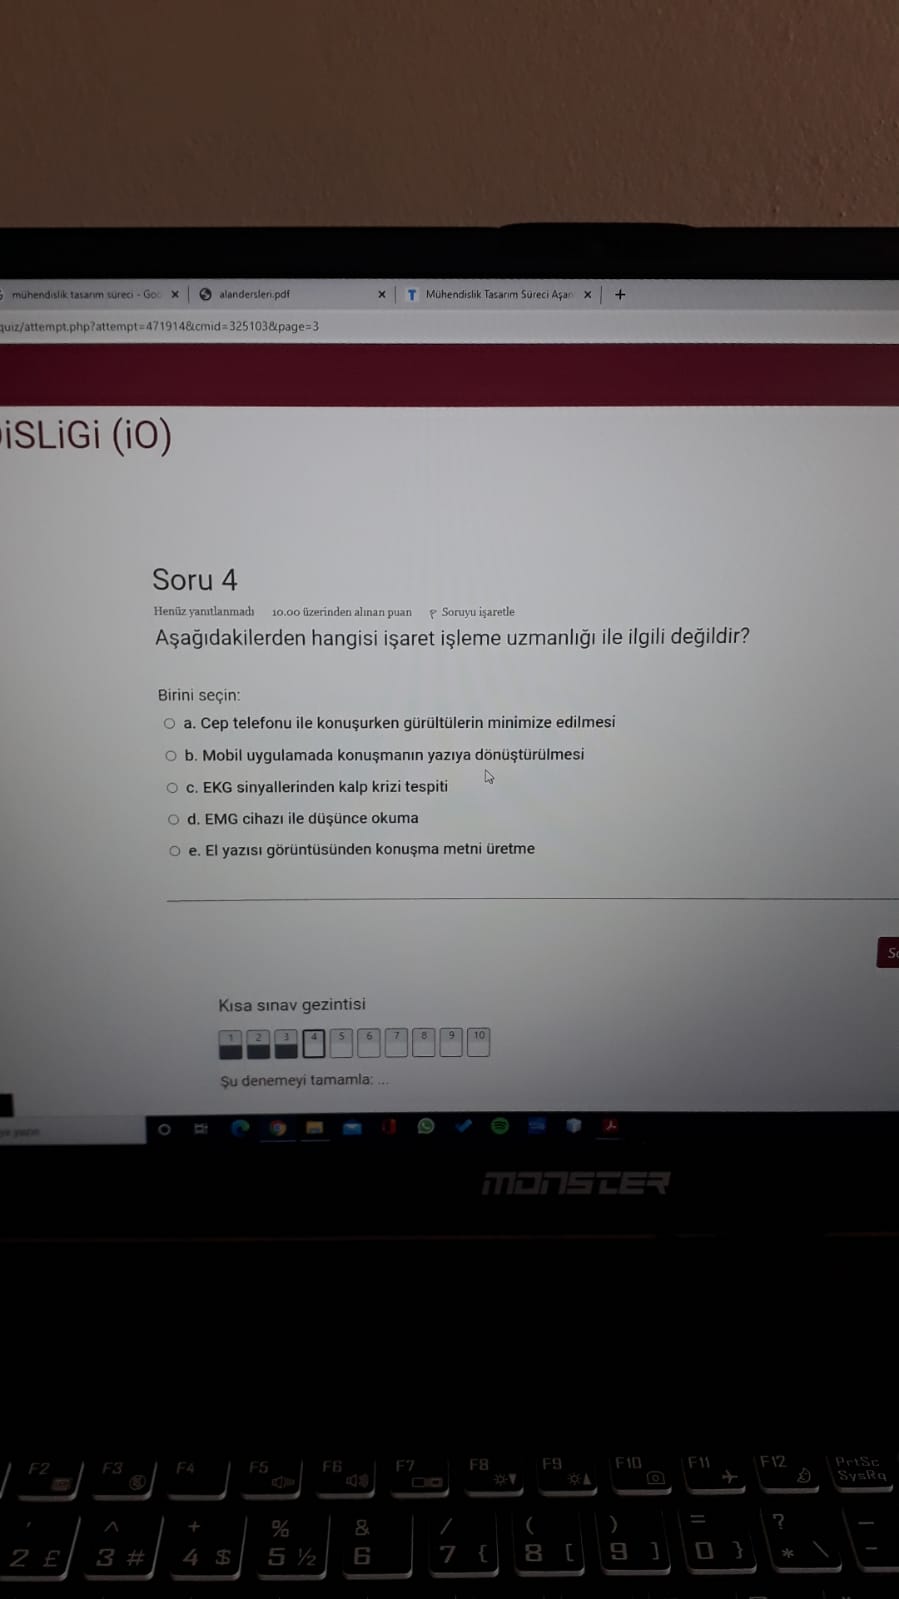 mühendislik tasarım süreci - Goo
alandersleri.pdf
Mühendislik Tasarım Süreci Aşan
quiz/attempt.php?attempt=471914&cmid=325103&page=3
iSLiGi (iO)
Soru 4
Henüz yanıtlanmadı 10.00 üzerinden alınan puan Soruyu işaretle
Aşağıdakilerden hangisi işaret işleme uzmanlığı ile ilgili değildir?
Birini seçin:
a. Cep telefonu ile konuşurken gürültülerin minimize edilmesi
b. Mobil uygulamada konuşmanın yazıya dönüştürülmesi
c. EKG sinyallerinden kalp krizi tespiti
d. EMG cihazı ile düşünce okuma
e. El yazısı görüntüsünden konuşma metni üretme
Kısa sınav gezintisi
1 2 3 4 5 6 7 8 9 10
Şu denemeyi tamamla: ...
MONSTER
F2 F3 F4 F5 F6 F7 F8 F9 F10 F11 F12 PrtSc
SysRq
' ^ + % & / ( ) = ? _
2 £ 3 # 4 $ 5 ½ 6 7 { 8 [ 9 ] 0 } * \ -